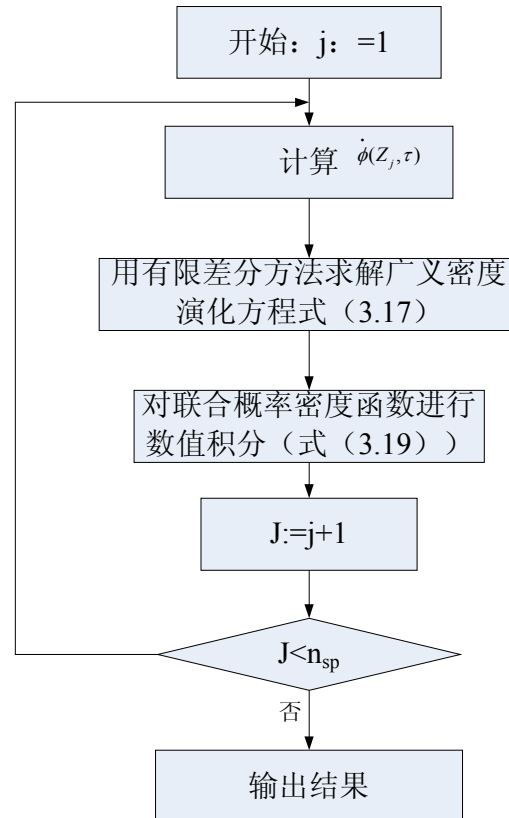 开始：j：=1
计算 φ̇(Z_j,τ)
用有限差分方法求解广义密度
演化方程式（3.17）
对联合概率密度函数进行
数值积分（式（3.19））
J:=j+1
J<n_sp
否
输出结果